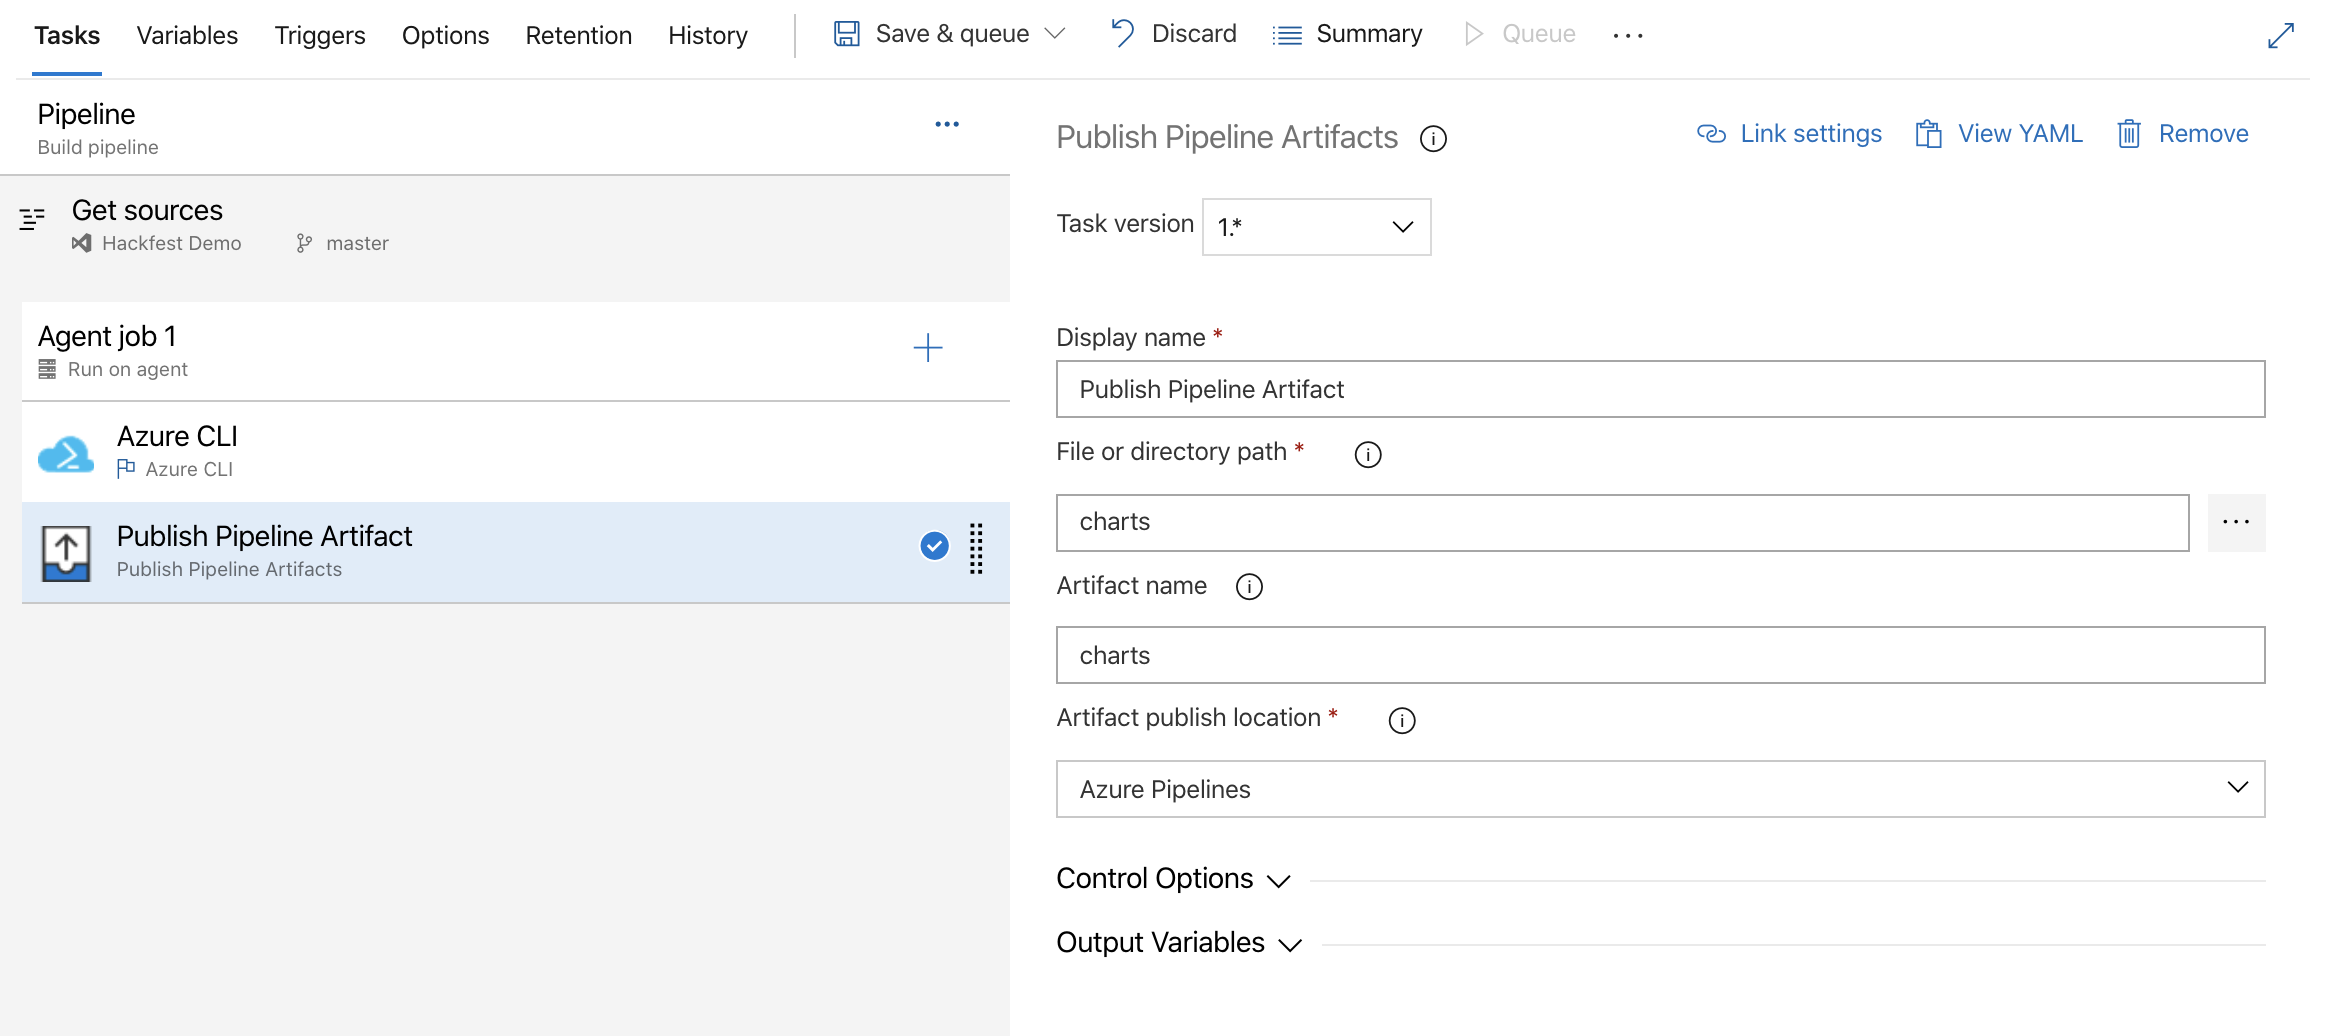 Tasks Variables Triggers Options Retention History Save & queue Discard Summary Queue ...
Pipeline
Build pipeline
Get sources
Hackfest Demo master
Agent job 1
Run on agent
Azure CLI
Azure CLI
Publish Pipeline Artifact
Publish Pipeline Artifacts
Publish Pipeline Artifacts Link settings View YAML Remove
Task version 1.*
Display name *
Publish Pipeline Artifact
File or directory path *
charts ...
Artifact name
charts
Artifact publish location *
Azure Pipelines
Control Options
Output Variables